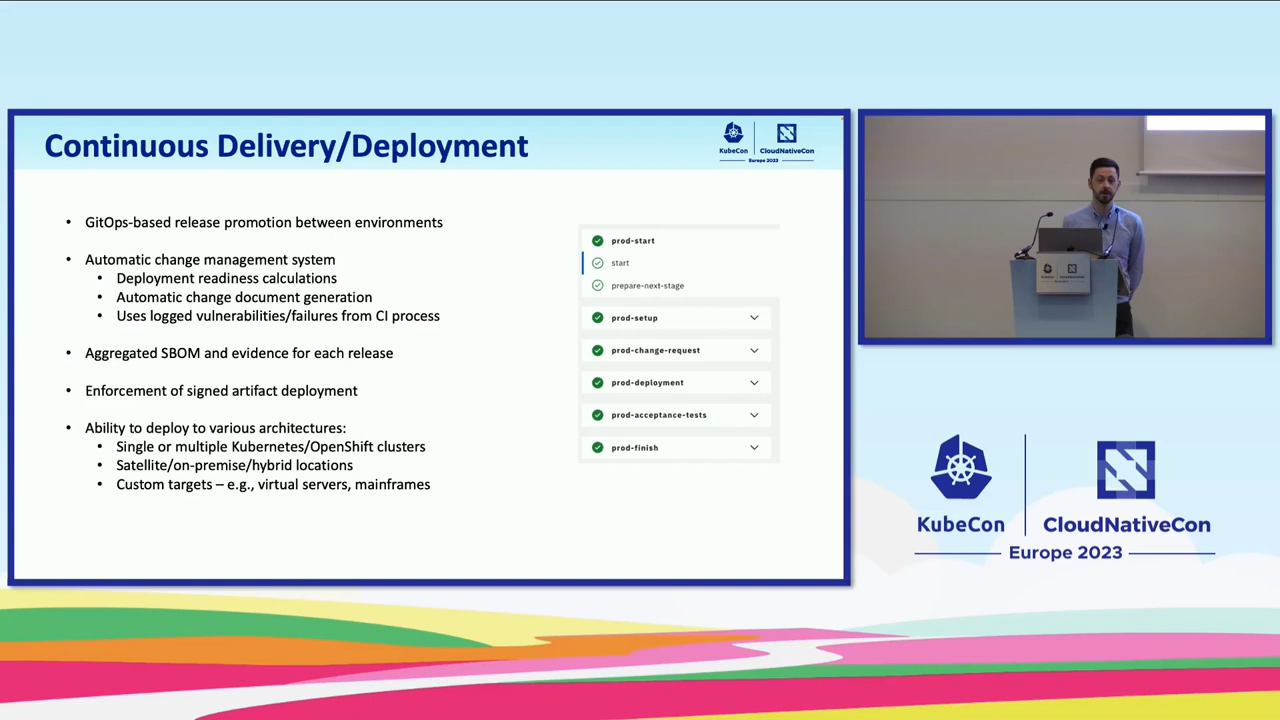 Continuous Delivery/Deployment
KubeCon
CloudNativeCon
Europe 2023
• GitOps-based release promotion between environments
• Automatic change management system
• Deployment readiness calculations
• Automatic change document generation
• Uses logged vulnerabilities/failures from CI process
• Aggregated SBOM and evidence for each release
• Enforcement of signed artifact deployment
• Ability to deploy to various architectures:
• Single or multiple Kubernetes/OpenShift clusters
• Satellite/on-premise/hybrid locations
• Custom targets – e.g., virtual servers, mainframes
prod-start
start
prepare-next-stage
prod-setup
prod-change-request
prod-deployment
prod-acceptance-tests
prod-finish
KubeCon
CloudNativeCon
Europe 2023